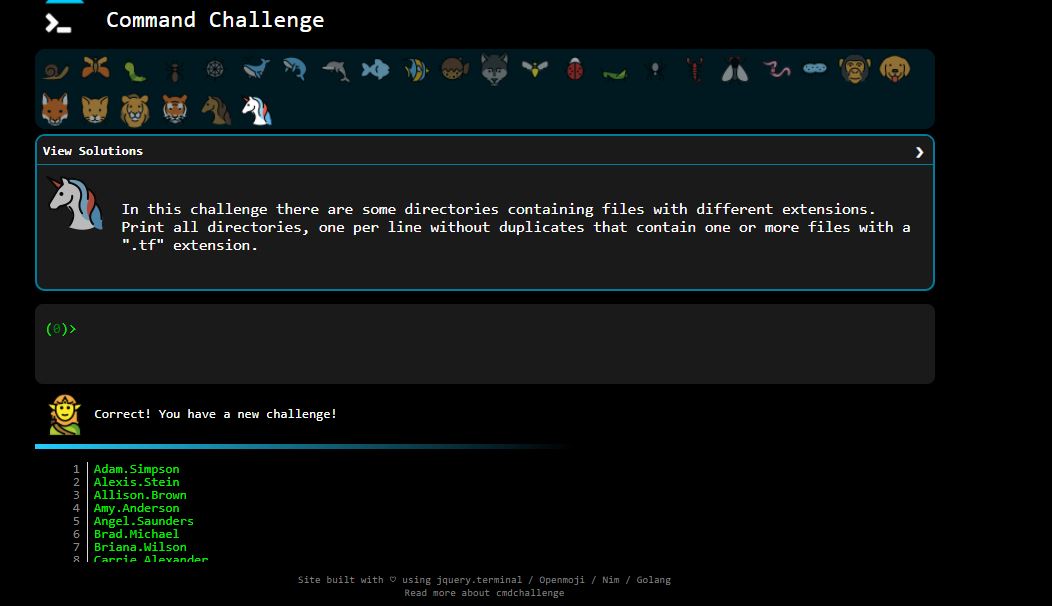 Command Challenge
View Solutions
In this challenge there are some directories containing files with different extensions.
Print all directories, one per line without duplicates that contain one or more files with a
".tf" extension.
(0)>
Correct! You have a new challenge!
1 Adam.Simpson
2 Alexis.Stein
3 Allison.Brown
4 Amy.Anderson
5 Angel.Saunders
6 Brad.Michael
7 Briana.Wilson
8 Carrie.Alexander
Site built with ♡ using jquery.terminal / Openmoji / Nim / Golang
Read more about cmdchallenge